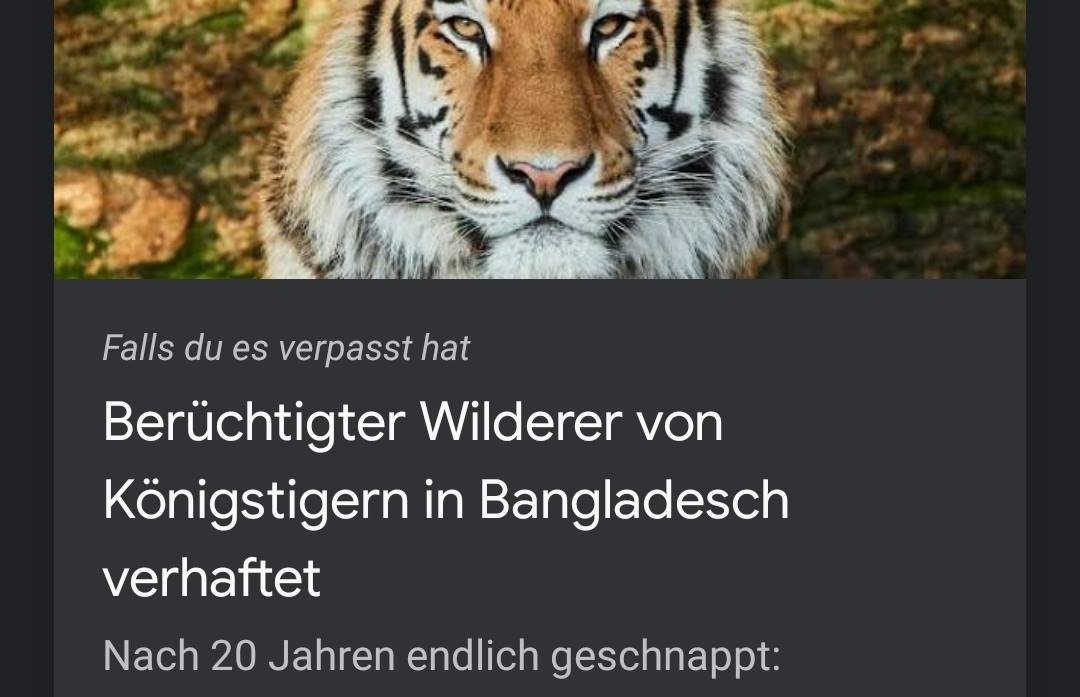 Falls du es verpasst hat
Berüchtigter Wilderer von
Königstigern in Bangladesch
verhaftet
Nach 20 Jahren endlich geschnappt: